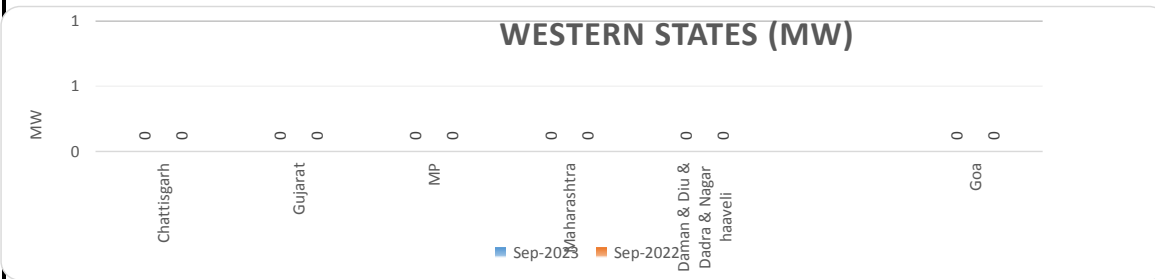 WESTERN STATES (MW)
1
1
0
MW
0 0 0 0 0 0 0 0 0 0 0 0
Chattisgarh
Gujarat
MP
Maharashtra
Daman & Diu &
Dadra & Nagar
haaveli
Goa
Sep-2023 Sep-2022